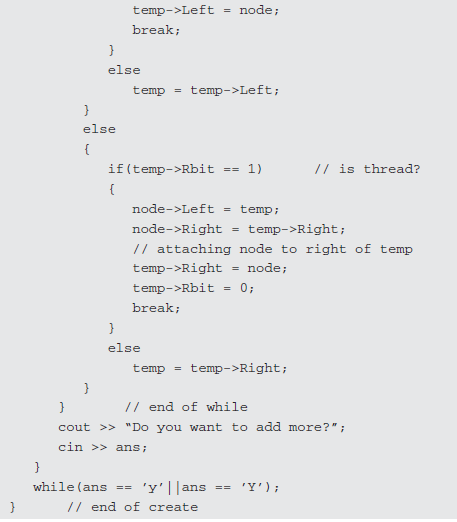 temp->Left = node;
break;
}
else
temp = temp->Left;
}
else
{
if(temp->Rbit == 1)      // is thread?
{
node->Left = temp;
node->Right = temp->Right;
// attaching node to right of temp
temp->Right = node;
temp->Rbit = 0;
break;
}
else
temp = temp->Right;
}
}       // end of while
cout >> “Do you want to add more?”;
cin >> ans;
}
while(ans == ’y’||ans == ’Y’);
}      // end of create